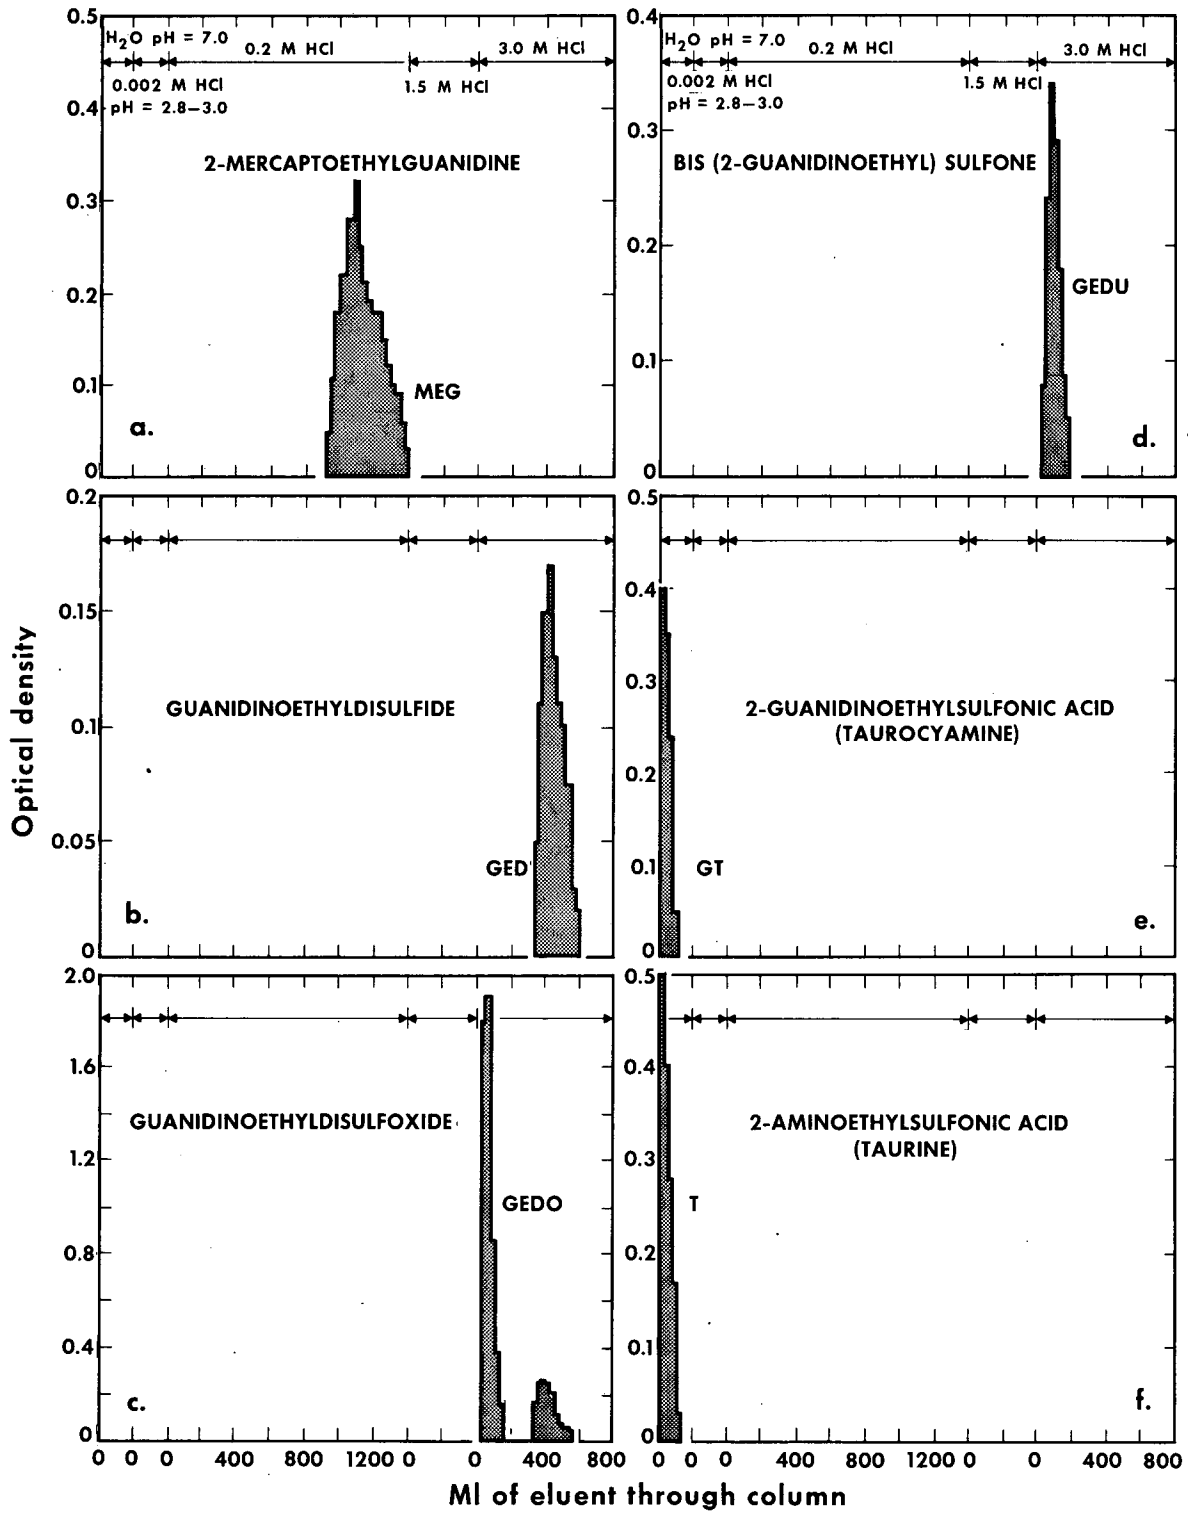 0.5
H2O pH = 7.0
0.2 M HCl
3.0 M HCl
0.002 M HCl
pH = 2.8–3.0
1.5 M HCl
0.4
2-MERCAPTOETHYLGUANIDINE
0.3
0.2
0.1
MEG
a.
0
0.4
H2O pH = 7.0
0.2 M HCl
3.0 M HCl
0.002 M HCl
pH = 2.8–3.0
1.5 M HCl
0.3
BIS (2-GUANIDINOETHYL) SULFONE
0.2
GEDU
0.1
d.
0
0.2
0.15
GUANIDINOETHYLDISULFIDE
0.1
0.05
GED
b.
0
0.5
0.4
0.3
2-GUANIDINOETHYLSULFONIC ACID
(TAUROCYAMINE)
0.2
0.1
GT
e.
0
2.0
1.6
GUANIDINOETHYLDISULFOXIDE
1.2
GEDO
0.8
0.4
c.
0
0 0 0 400 800 1200 0 0 400 800
0.5
0.4
2-AMINOETHYLSULFONIC ACID
(TAURINE)
0.3
T
0.2
0.1
f.
0
0 0 0 400 800 1200 0 0 400 800
Optical density
Ml of eluent through column